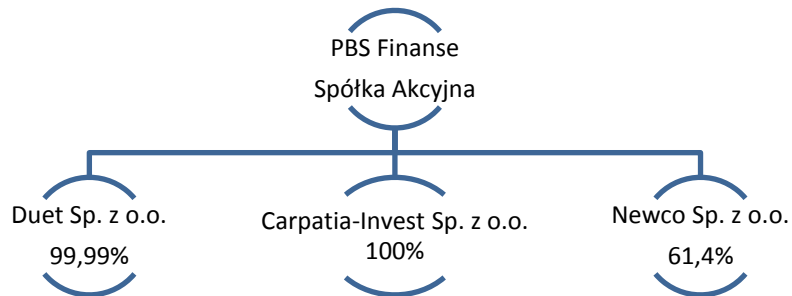 PBS Finanse
Spółka Akcyjna
Duet Sp. z o.o.
99,99%
Carpatia-Invest Sp. z o.o.
100%
Newco Sp. z o.o.
61,4%